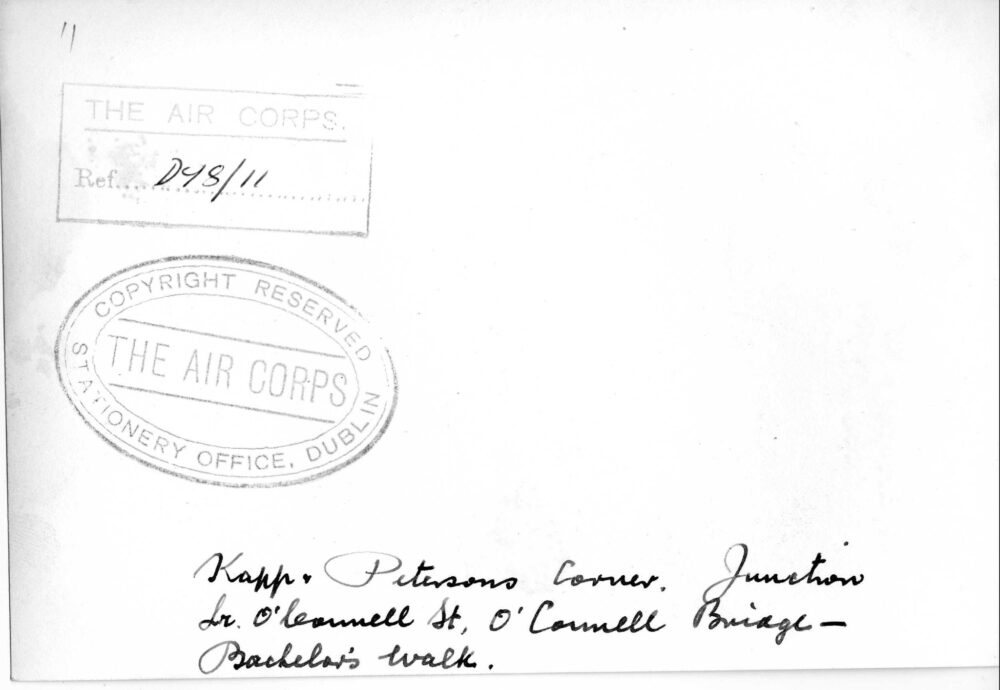 11
THE AIR CORPS.
Ref.... D48/11
COPYRIGHT RESERVED
THE AIR CORPS
STATIONERY OFFICE, DUBLIN
Kapp & Petersons Corner. Junction
Lr. O'Connell St, O'Connell Bridge –
Bachelor's Walk.